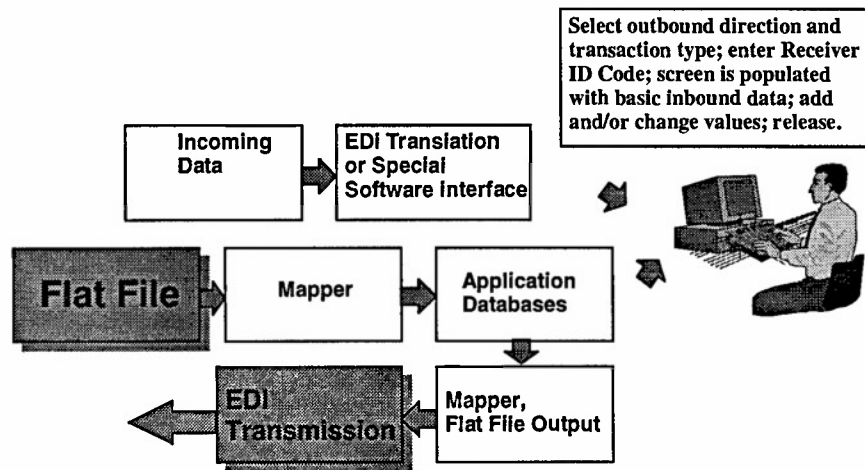 Select outbound direction and
transaction type; enter Receiver
ID Code; screen is populated
with basic inbound data; add
and/or change values; release.
Incoming
Data
EDI Translation
or Special
Software interface
Flat File
Mapper
Application
Databases
EDI
Transmission
Mapper,
Flat File Output